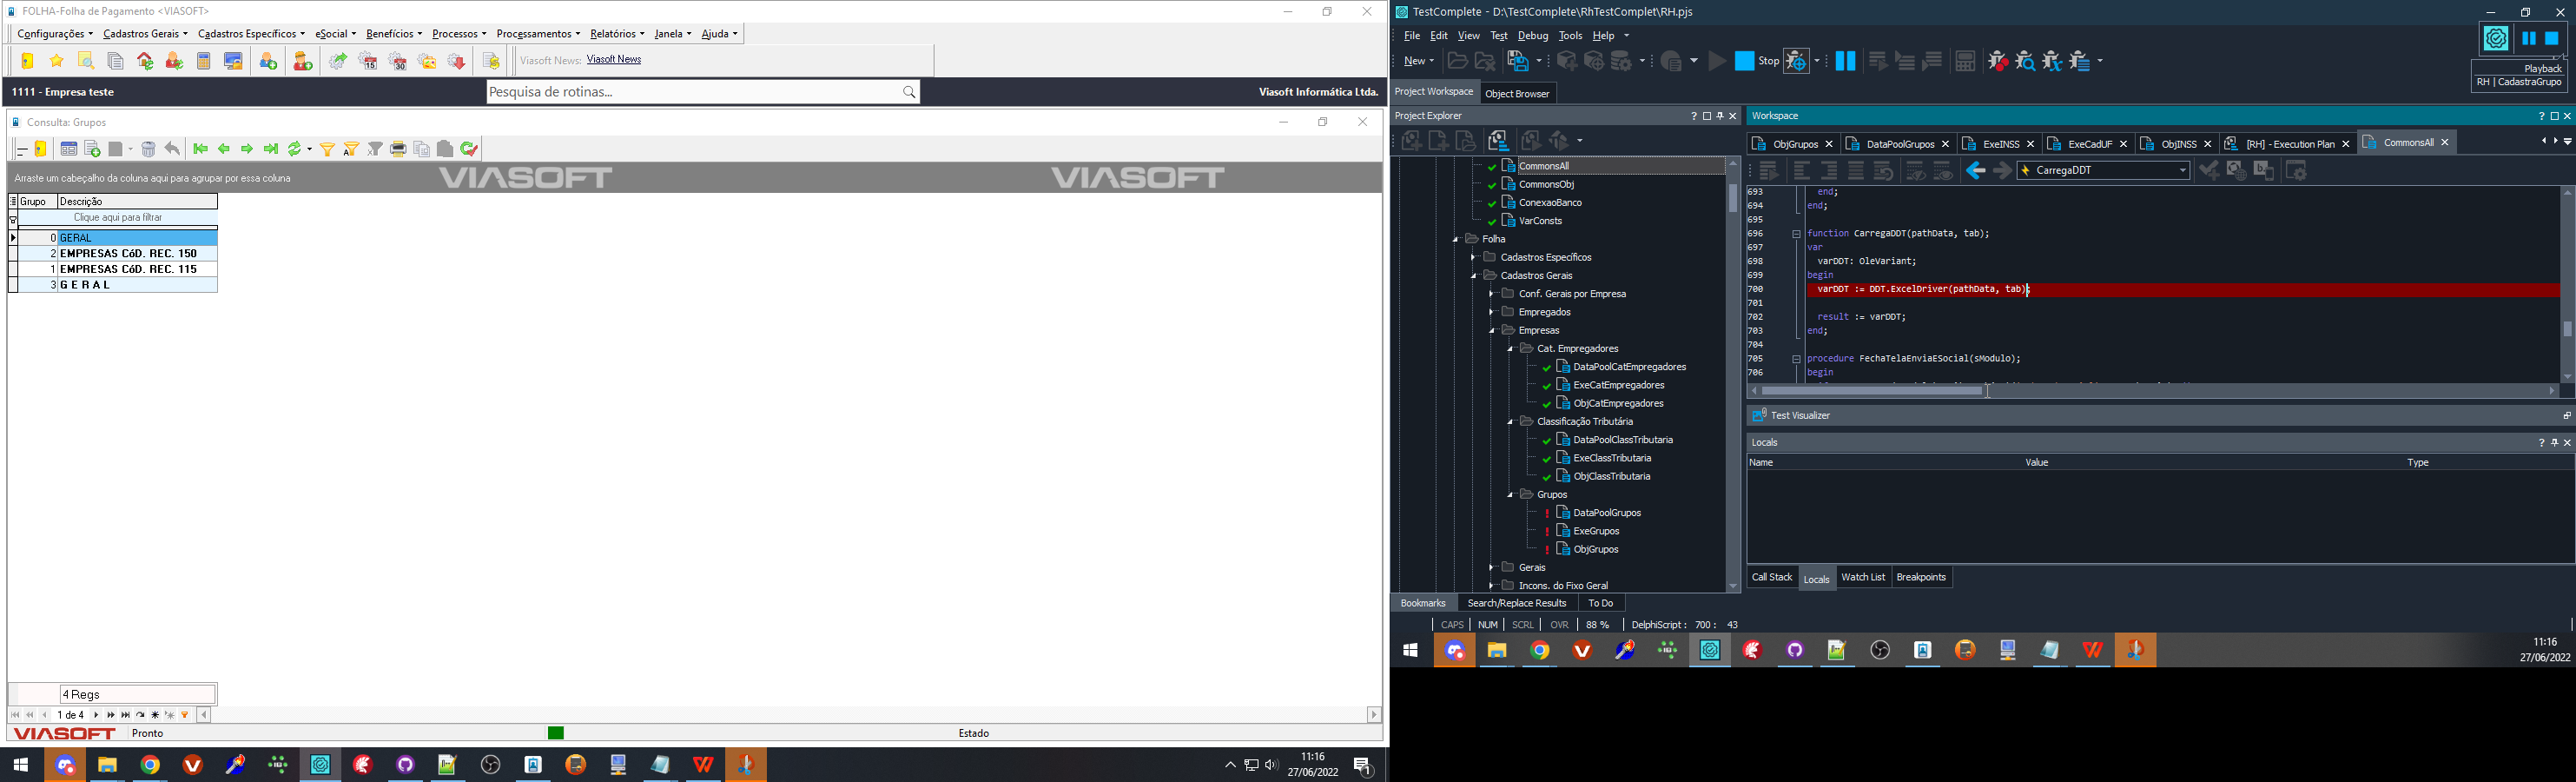 FOLHA-Folha de Pagamento <VIASOFT>
Configurações Cadastros Gerais Cadastros Específicos eSocial Benefícios Processos Processamentos Relatórios Janela Ajuda
15 30 Viasoft News: Viasoft News
1111 - Empresa teste Pesquisa de rotinas... Viasoft Informática Ltda.
Consulta: Grupos
Arraste um cabeçalho da coluna aqui para agrupar por essa coluna VIASOFT VIASOFT
Grupo Descrição
Clique aqui para filtrar
0 GERAL
2 EMPRESAS CóD. REC. 150
1 EMPRESAS CóD. REC. 115
3 G E R A L
4 Regs
1 de 4
VIASOFT Pronto Estado
11:16
27/06/2022
1
TestComplete - D:\TestComplete\RhTestComplet\RH.pjs
File Edit View Test Debug Tools Help
New Stop
Playback
RH | CadastraGrupo
Project Workspace Object Browser
Project Explorer
CommonsAll
CommonsObj
ConexaoBanco
VarConsts
Folha
Cadastros Específicos
Cadastros Gerais
Conf. Gerais por Empresa
Empregados
Empresas
Cat. Empregadores
DataPoolCatEmpregadores
ExeCatEmpregadores
ObjCatEmpregadores
Classificação Tributária
DataPoolClassTributaria
ExeClassTributaria
ObjClassTributaria
Grupos
DataPoolGrupos
ExeGrupos
ObjGrupos
Gerais
Incons. do Fixo Geral
Bookmarks Search/Replace Results To Do
Workspace
ObjGrupos DataPoolGrupos ExeINSS ExeCadUF ObjINSS [RH] - Execution Plan CommonsAll
CarregaDDT
693 end;
694 end;
695
696 function CarregaDDT(pathData, tab);
697 var
698 varDDT: OleVariant;
699 begin
700 varDDT := DDT.ExcelDriver(pathData, tab);
701
702 result := varDDT;
703 end;
704
705 procedure FechaTelaEnviaESocial(sModulo);
706 begin
Test Visualizer
Locals
Name Value Type
Call Stack Locals Watch List Breakpoints
CAPS NUM SCRL OVR 88 % DelphiScript : 700 : 43
11:16
27/06/2022